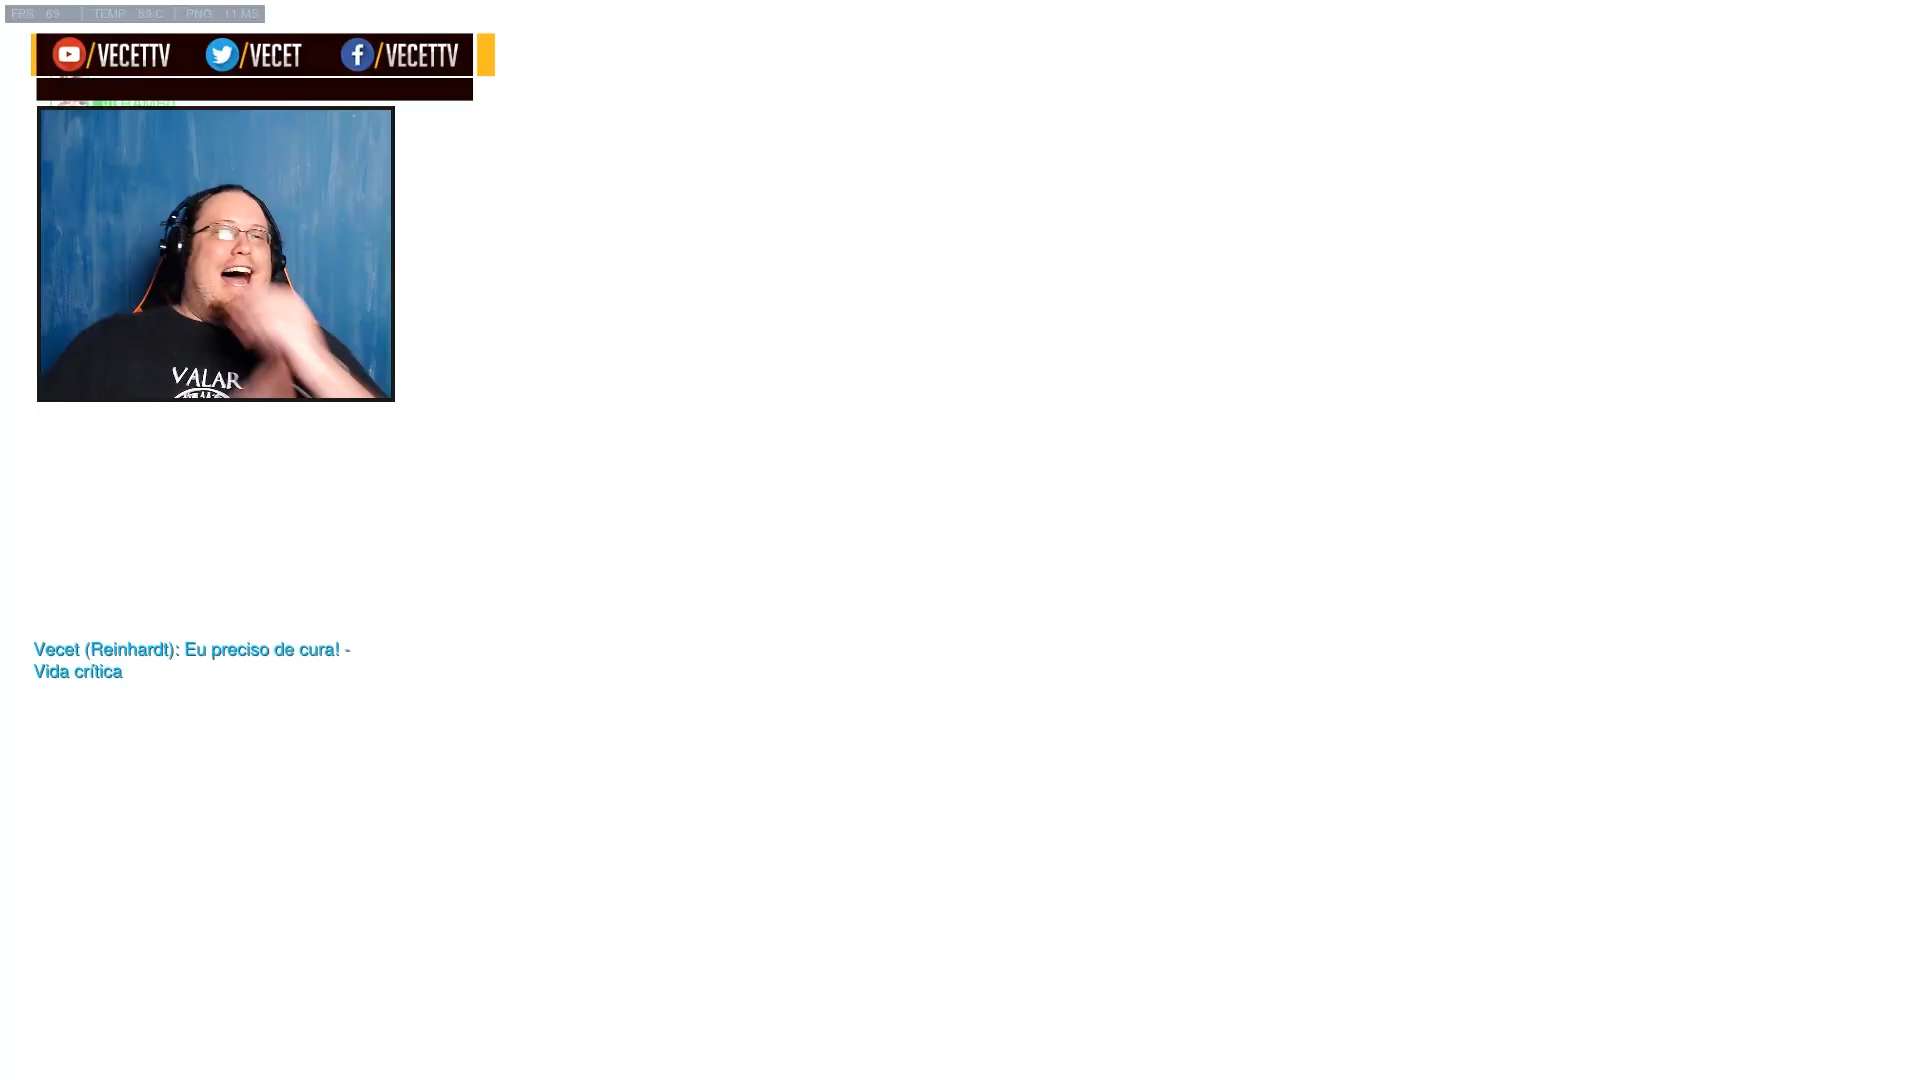 FPS 69 | TEMP 59 C | PNG 11 MS
/VECETTV /VECET /VECETTV
VALAR
Vecet (Reinhardt): Eu preciso de cura! -
Vida crítica